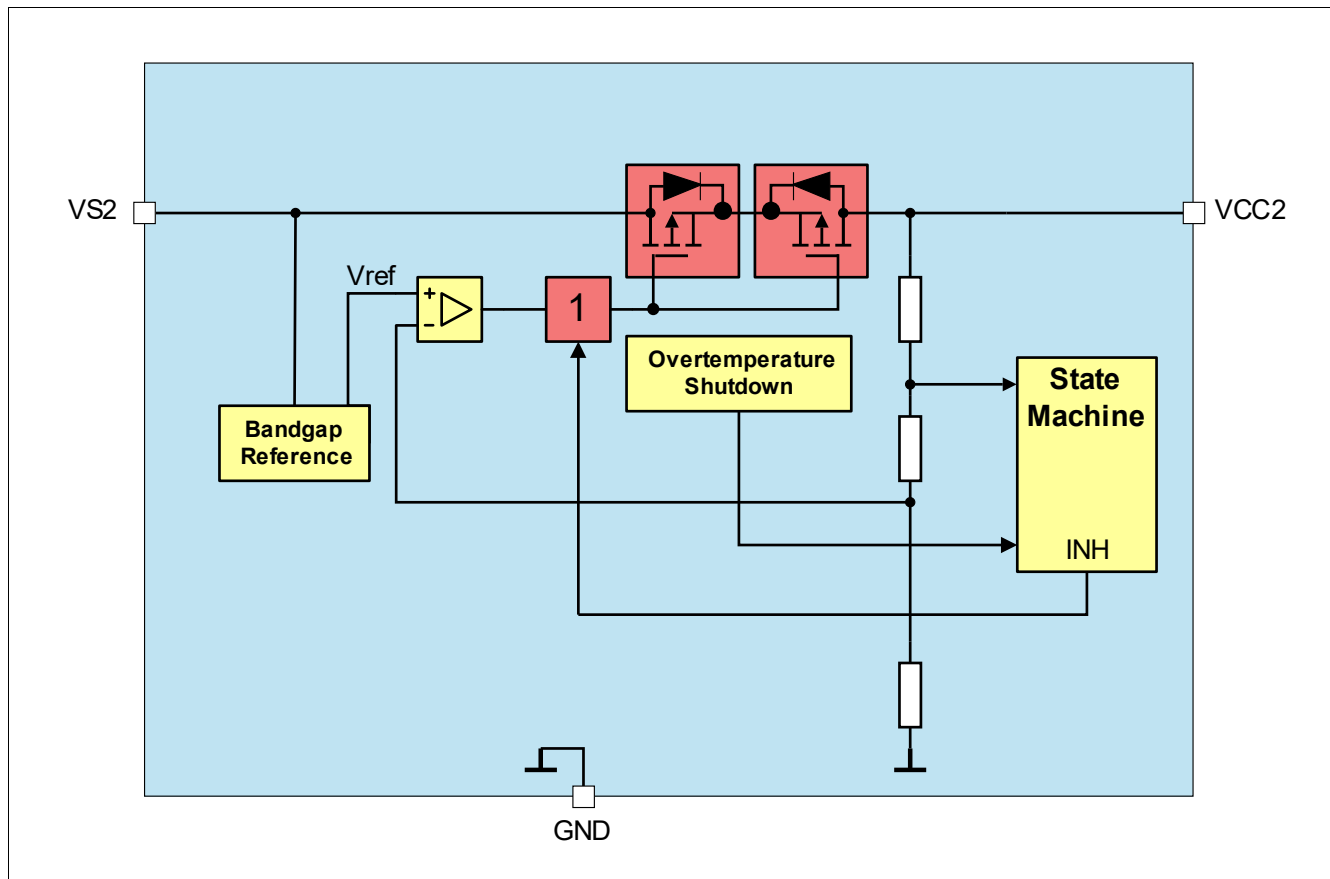 VS2
VCC2
Vref
+
-
1
Overtemperature
Shutdown
State
Machine
Bandgap
Reference
INH
GND